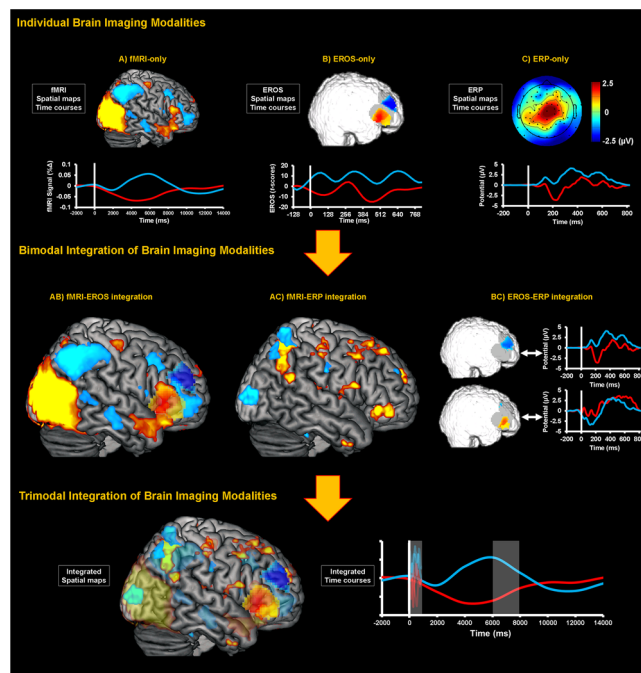 Individual Brain Imaging Modalities
A) fMRI-only
B) EROS-only
C) ERP-only
fMRI
Spatial maps
Time courses
EROS
Spatial maps
Time courses
ERP
Spatial maps
Time courses
2.5
-2.5 (µV)
fMRI Signal (%Δ)
0.1
0.05
0
-0.05
-0.1
-2000 0 2000 4000 6000 8000 10000 12000 14000
Time (ms)
EROS (t-scores)
20
10
0
-10
-20
-128 0 128 256 384 512 640 768
Time (ms)
Potential (µV)
5
2.5
0
-2.5
-5
-200 0 200 400 600 800
Time (ms)
Bimodal Integration of Brain Imaging Modalities
AB) fMRI-EROS integration
AC) fMRI-ERP integration
BC) EROS-ERP integration
Potential (µV)
5
2.5
0
-2.5
-5
-200 0 200 400 600 800
Time (ms)
Potential (µV)
5
2.5
0
-2.5
-5
-200 0 200 400 600 800
Time (ms)
Trimodal Integration of Brain Imaging Modalities
Integrated
Spatial maps
Integrated
Time courses
-2000 0 2000 4000 6000 8000 10000 12000 14000
Time (ms)